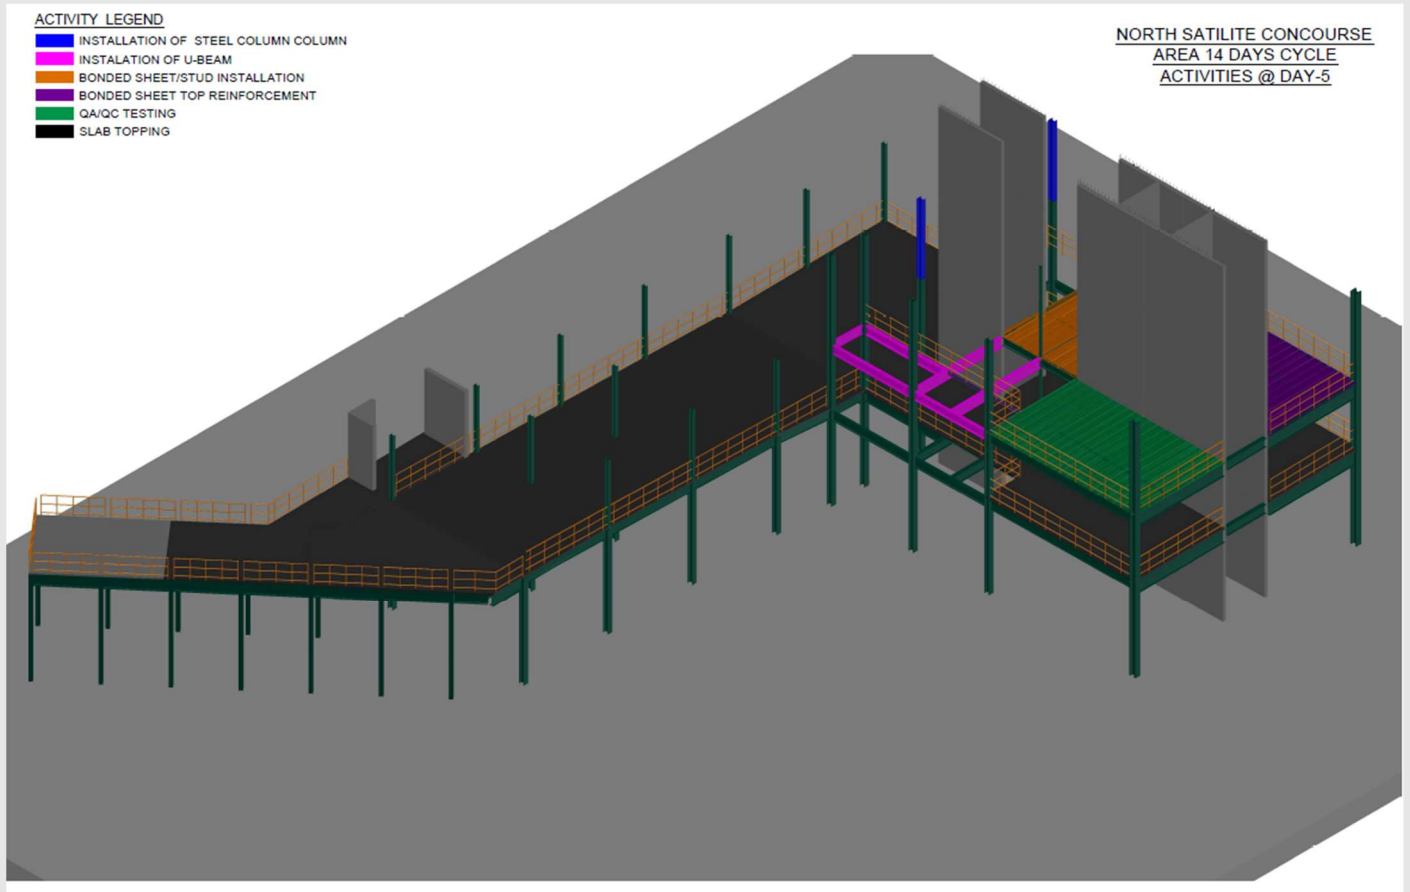 ACTIVITY LEGEND
INSTALLATION OF STEEL COLUMN COLUMN
INSTALATION OF U-BEAM
BONDED SHEET/STUD INSTALLATION
BONDED SHEET TOP REINFORCEMENT
QA/QC TESTING
SLAB TOPPING
NORTH SATILITE CONCOURSE
AREA 14 DAYS CYCLE
ACTIVITIES @ DAY-5